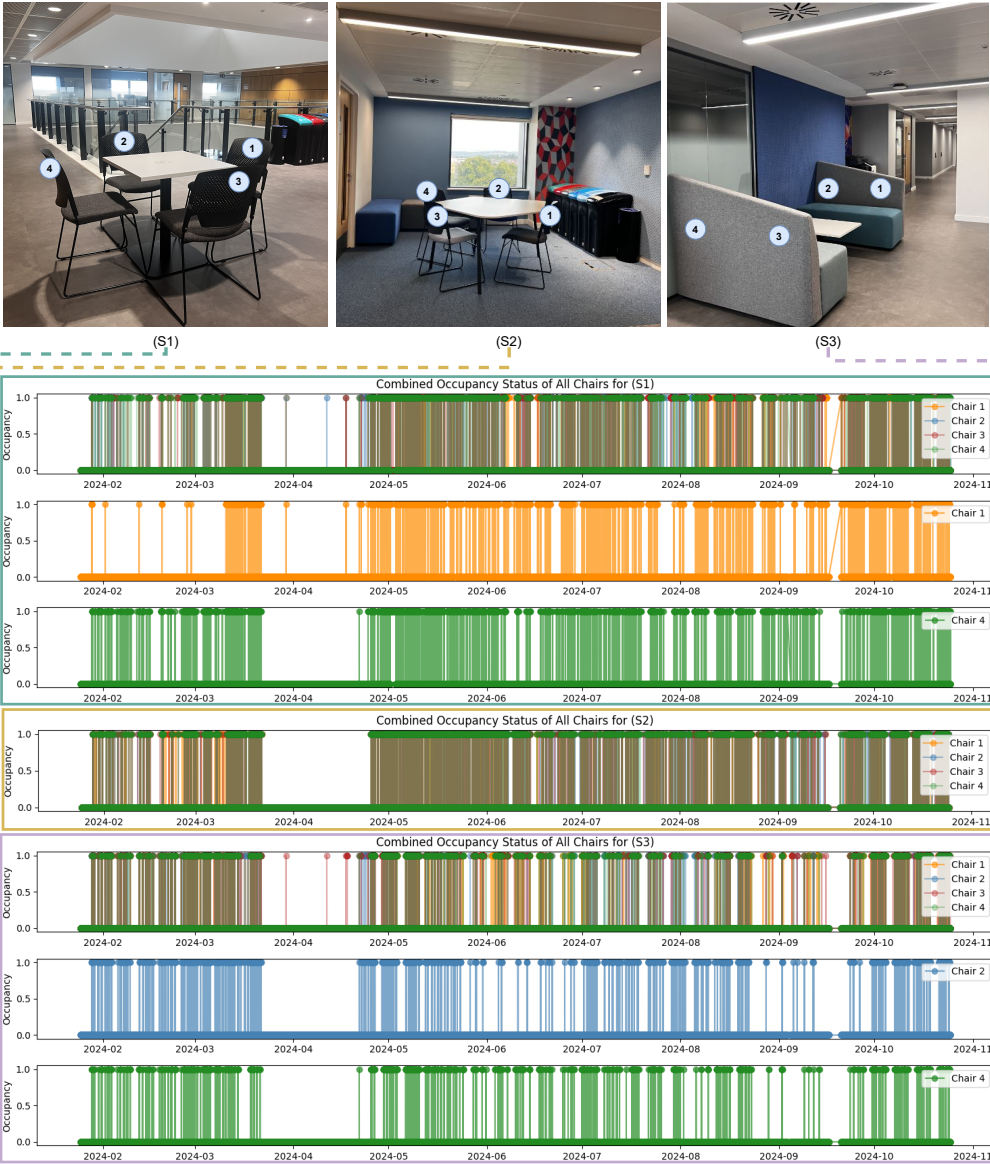 2
1
4
3
4
2
3
1
2
1
4
3
(S1)
(S2)
(S3)
Combined Occupancy Status of All Chairs for (S1)
Occupancy
1.0
0.5
0.0
Chair 1
Chair 2
Chair 3
Chair 4
2024-02 2024-03 2024-04 2024-05 2024-06 2024-07 2024-08 2024-09 2024-10 2024-11
Occupancy
1.0
0.5
0.0
Chair 1
2024-02 2024-03 2024-04 2024-05 2024-06 2024-07 2024-08 2024-09 2024-10 2024-11
Occupancy
1.0
0.5
0.0
Chair 4
2024-02 2024-03 2024-04 2024-05 2024-06 2024-07 2024-08 2024-09 2024-10 2024-11
Combined Occupancy Status of All Chairs for (S2)
Occupancy
1.0
0.5
0.0
Chair 1
Chair 2
Chair 3
Chair 4
2024-02 2024-03 2024-04 2024-05 2024-06 2024-07 2024-08 2024-09 2024-10 2024-11
Combined Occupancy Status of All Chairs for (S3)
Occupancy
1.0
0.5
0.0
Chair 1
Chair 2
Chair 3
Chair 4
2024-02 2024-03 2024-04 2024-05 2024-06 2024-07 2024-08 2024-09 2024-10 2024-11
Occupancy
1.0
0.5
0.0
Chair 2
2024-02 2024-03 2024-04 2024-05 2024-06 2024-07 2024-08 2024-09 2024-10 2024-11
Occupancy
1.0
0.5
0.0
Chair 4
2024-02 2024-03 2024-04 2024-05 2024-06 2024-07 2024-08 2024-09 2024-10 2024-11